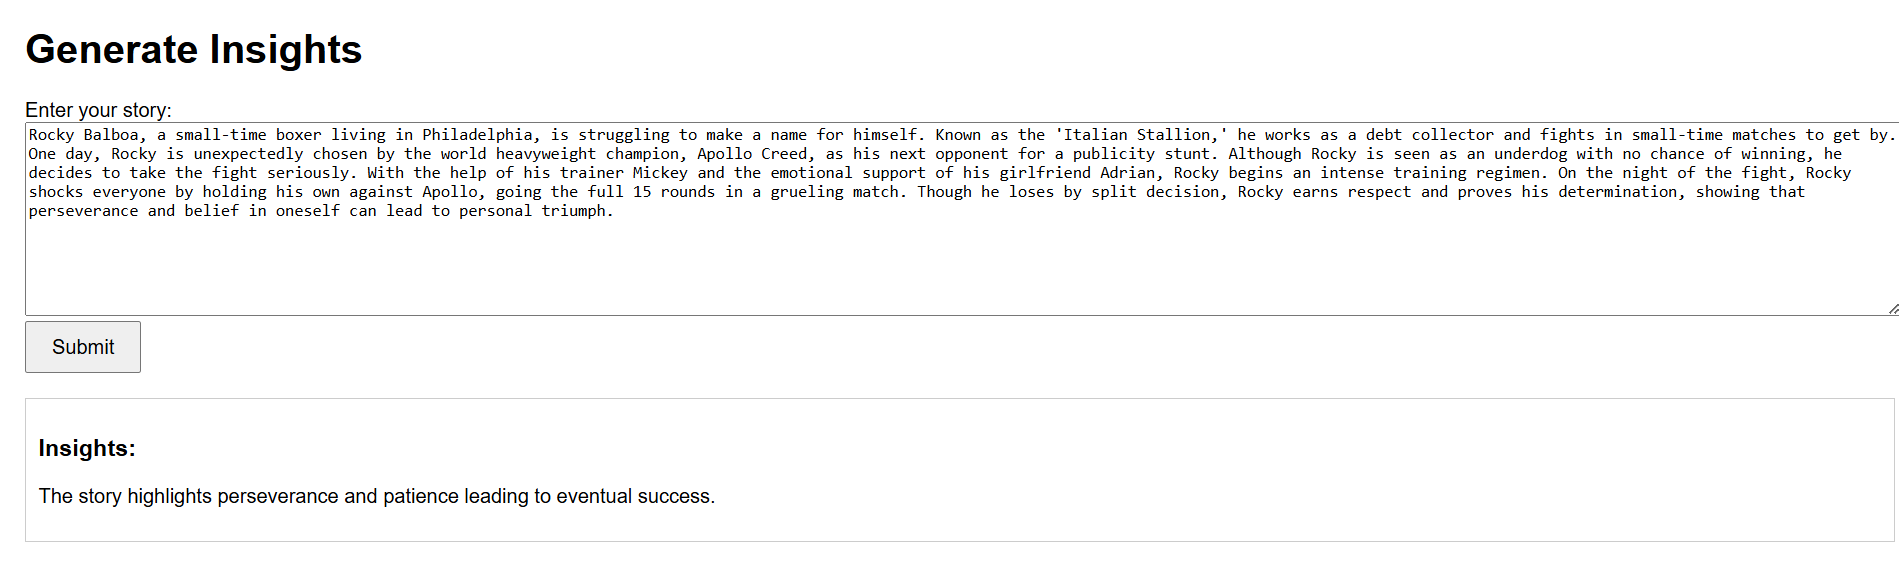 Generate Insights
Enter your story:
Rocky Balboa, a small-time boxer living in Philadelphia, is struggling to make a name for himself. Known as the 'Italian Stallion,' he works as a debt collector and fights in small-time matches to get by.
One day, Rocky is unexpectedly chosen by the world heavyweight champion, Apollo Creed, as his next opponent for a publicity stunt. Although Rocky is seen as an underdog with no chance of winning, he
decides to take the fight seriously. With the help of his trainer Mickey and the emotional support of his girlfriend Adrian, Rocky begins an intense training regimen. On the night of the fight, Rocky
shocks everyone by holding his own against Apollo, going the full 15 rounds in a grueling match. Though he loses by split decision, Rocky earns respect and proves his determination, showing that
perseverance and belief in oneself can lead to personal triumph.
Submit
Insights:
The story highlights perseverance and patience leading to eventual success.